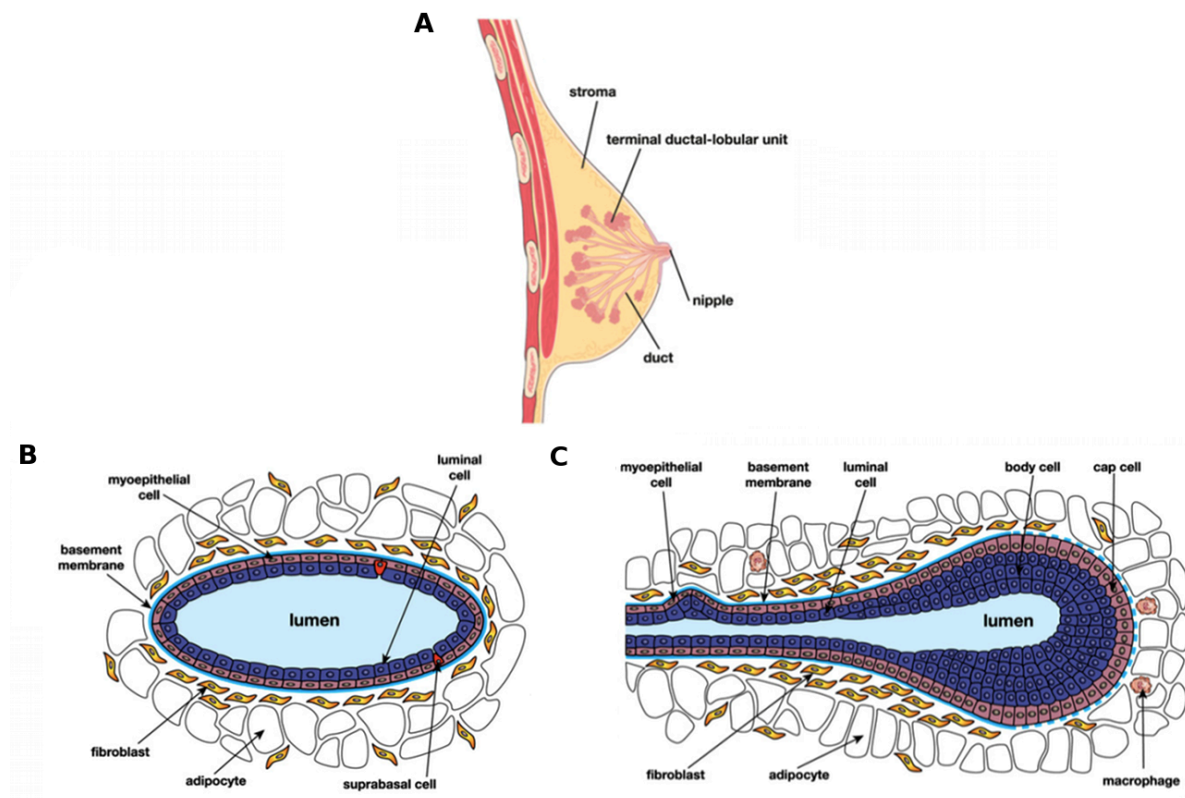 A
stroma
terminal ductal-lobular unit
nipple
duct
B
luminal
cell
myoepithelial
cell
basement
membrane
lumen
fibroblast
adipocyte
suprabasal cell
C
myoepithelial
cell
basement
membrane
luminal
cell
body cell
cap cell
lumen
fibroblast
adipocyte
macrophage